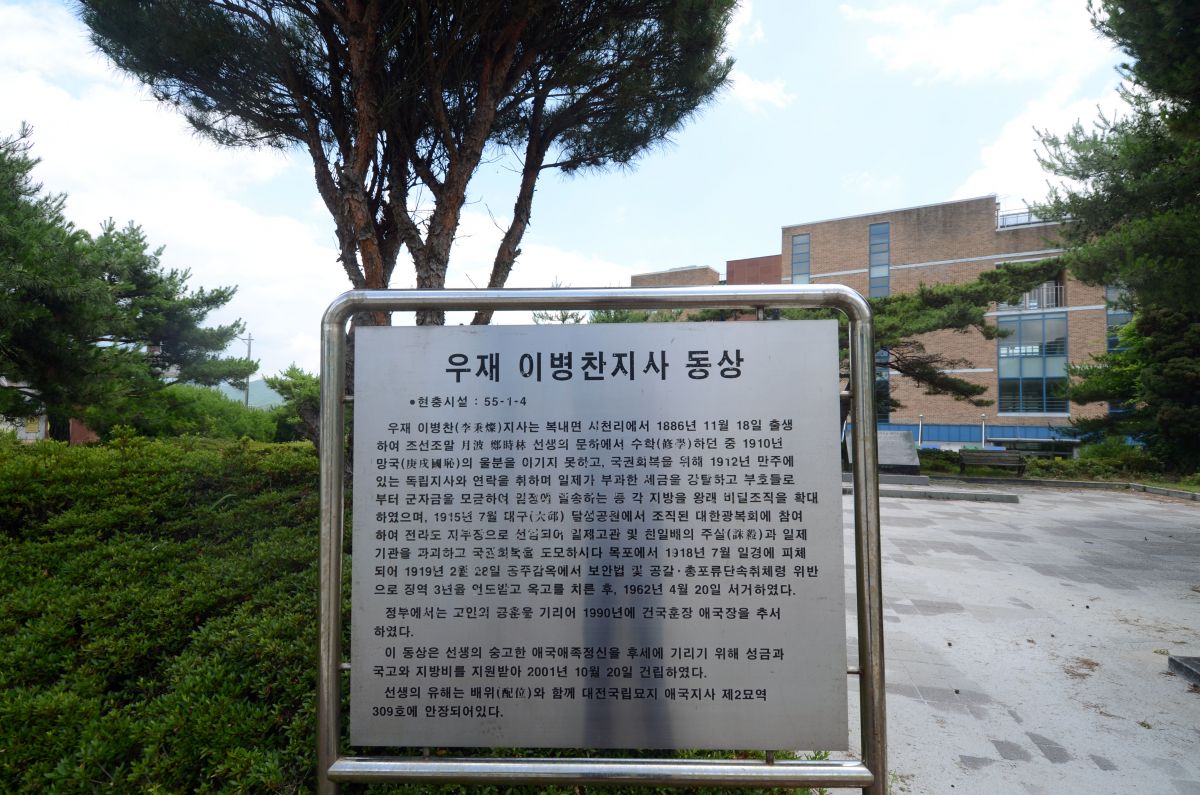 우재 이병찬지사 동상
•현충시설 : 55-1-4
우재 이병찬(李秉燦)지사는 복내면 시천리에서 1886년 11월 18일 출생
하여 조선조말 月波 鄭時林 선생의 문하에서 수학(修學)하던 중 1910년
망국(庚戌國恥)의 울분을 이기지 못하고, 국권회복을 위해 1912년 만주에
있는 독립지사와 연락을 취하며 일제가 부과한 세금을 강탈하고 부호들로
부터 군자금을 모금하여 임정에 밀송하는 등 각 지방을 왕래 비밀조직을 확대
하였으며, 1915년 7월 대구(大邱) 달성공원에서 조직된 대한광복회에 참여
하여 전라도 지부장으로 선임되어 일제고관 및 친일배의 주살(誅殺)과 일제
기관을 파괴하고 국권회복을 도모하시다 목포에서 1918년 7월 일경에 피체
되어 1919년 2월 28일 공주감옥에서 보안법 및 공갈·총포류단속취체령 위반
으로 징역 3년을 언도받고 옥고를 치른 후, 1962년 4월 20일 서거하였다.
정부에서는 고인의 공훈을 기리어 1990년에 건국훈장 애국장을 추서
하였다.
이 동상은 선생의 숭고한 애국애족정신을 후세에 기리기 위해 성금과
국고와 지방비를 지원받아 2001년 10월 20일 건립하였다.
선생의 유해는 배위(配位)와 함께 대전국립묘지 애국지사 제2묘역
309호에 안장되어있다.